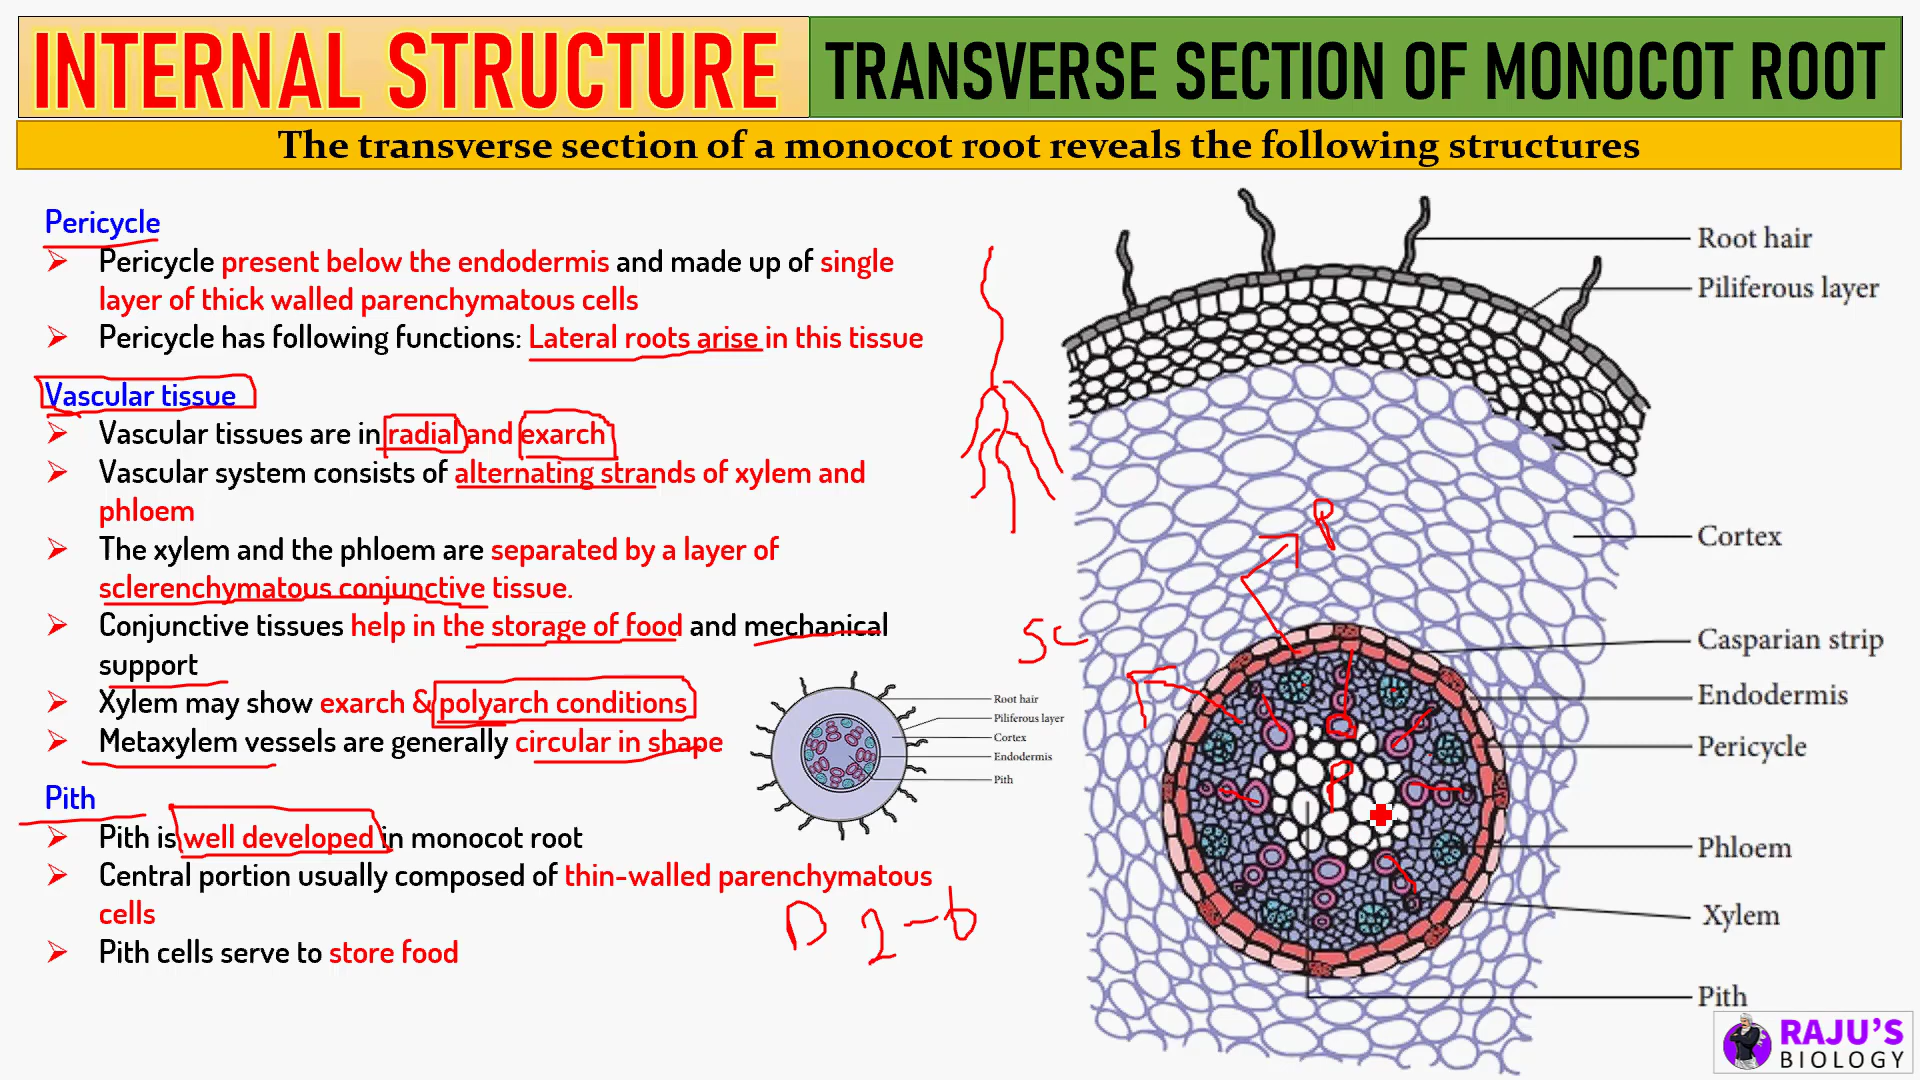 INTERNAL STRUCTURE
TRANSVERSE SECTION OF MONOCOT ROOT
The transverse section of a monocot root reveals the following structures
Pericycle
Pericycle present below the endodermis and made up of single
layer of thick walled parenchymatous cells
Pericycle has following functions: Lateral roots arise in this tissue
Vascular tissue
Vascular tissues are in radial and exarch
Vascular system consists of alternating strands of xylem and
phloem
The xylem and the phloem are separated by a layer of
sclerenchymatous conjunctive tissue.
Conjunctive tissues help in the storage of food and mechanical
support
Xylem may show exarch & polyarch conditions
Metaxylem vessels are generally circular in shape
Pith
Pith is well developed in monocot root
Central portion usually composed of thin-walled parenchymatous
cells
Pith cells serve to store food
Root hair
Piliferous layer
Cortex
Endodermis
Pith
D 2-6
Root hair
Piliferous layer
Cortex
Casparian strip
Endodermis
Pericycle
Phloem
Xylem
Pith
P
RAJU'S
BIOLOGY